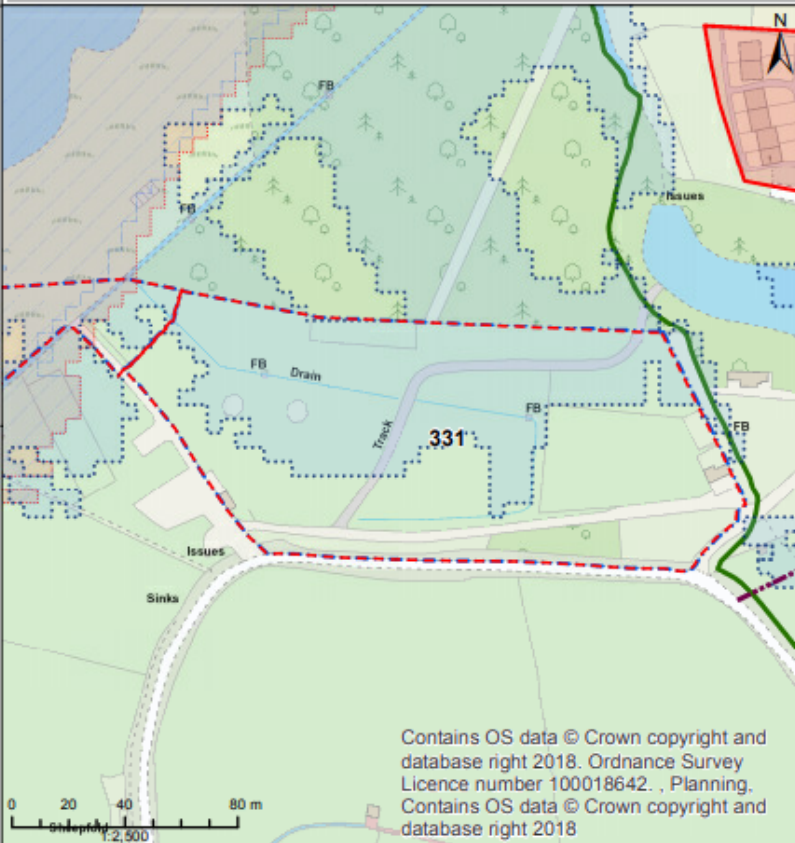 N
FB
Issues
FB
FB
Drain
FB
Track
331
FB
Issues
Sinks
Contains OS data © Crown copyright and
database right 2018. Ordnance Survey
Licence number 100018642. , Planning,
Contains OS data © Crown copyright and
database right 2018
0 20 40 80 m
Sheepfold
1:2,500